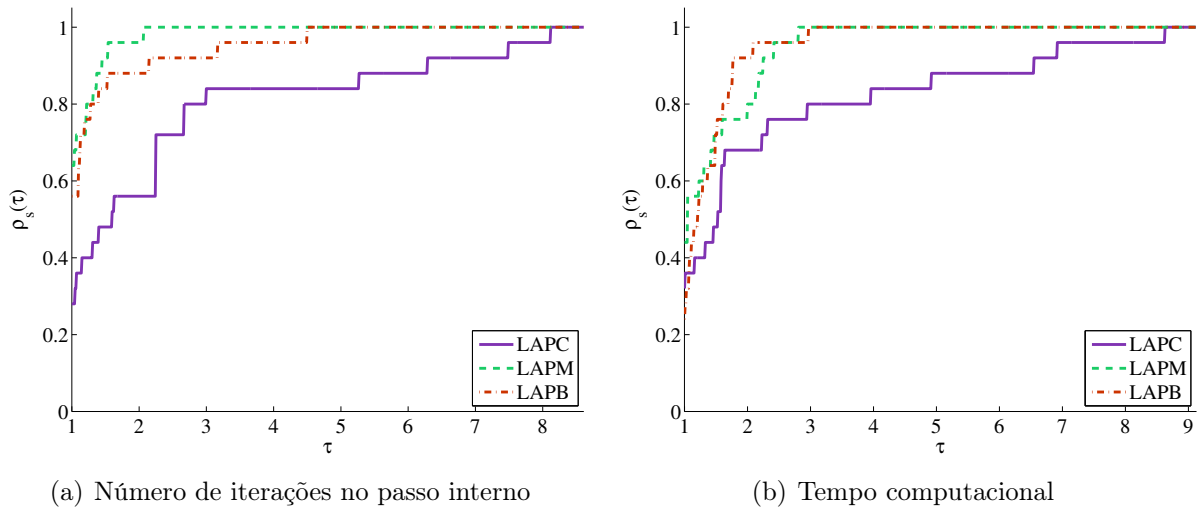 1
0.8
0.6
0.4
0.2
0
ρs(τ)
1 2 3 4 5 6 7 8
τ
LAPC
LAPM
LAPB
(a) Número de iterações no passo interno
1
0.8
0.6
0.4
0.2
0
ρs(τ)
1 2 3 4 5 6 7 8 9
τ
LAPC
LAPM
LAPB
(b) Tempo computacional